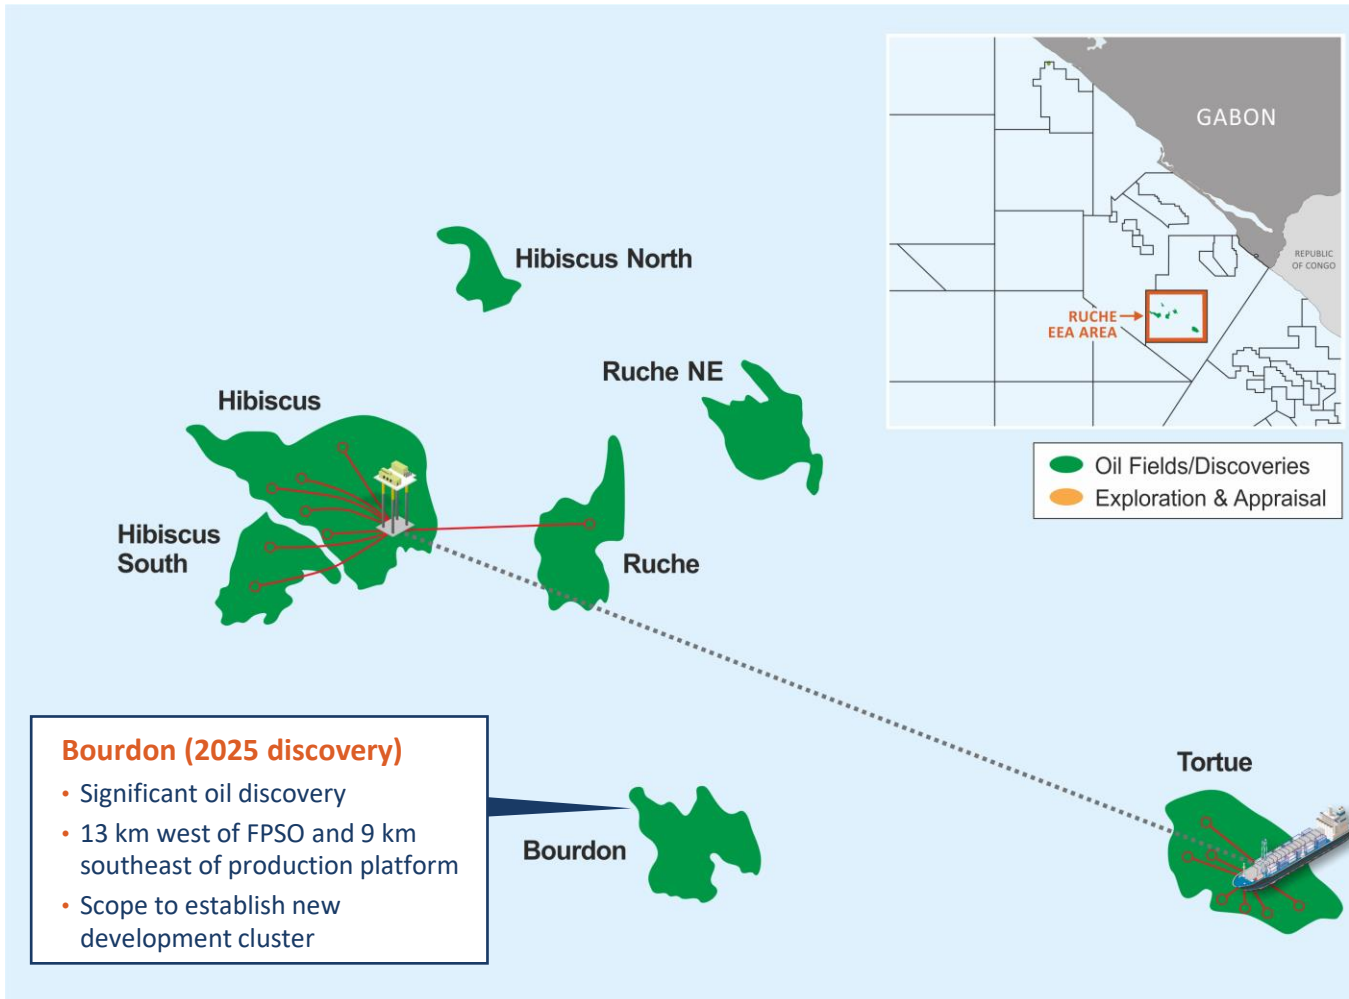 GABON
REPUBLIC
OF CONGO
RUCHE
EEA AREA
Hibiscus North
Ruche NE
Hibiscus
Oil Fields/Discoveries
Exploration & Appraisal
Hibiscus
South
Ruche
Bourdon (2025 discovery)
• Significant oil discovery
• 13 km west of FPSO and 9 km
southeast of production platform
• Scope to establish new
development cluster
Tortue
Bourdon